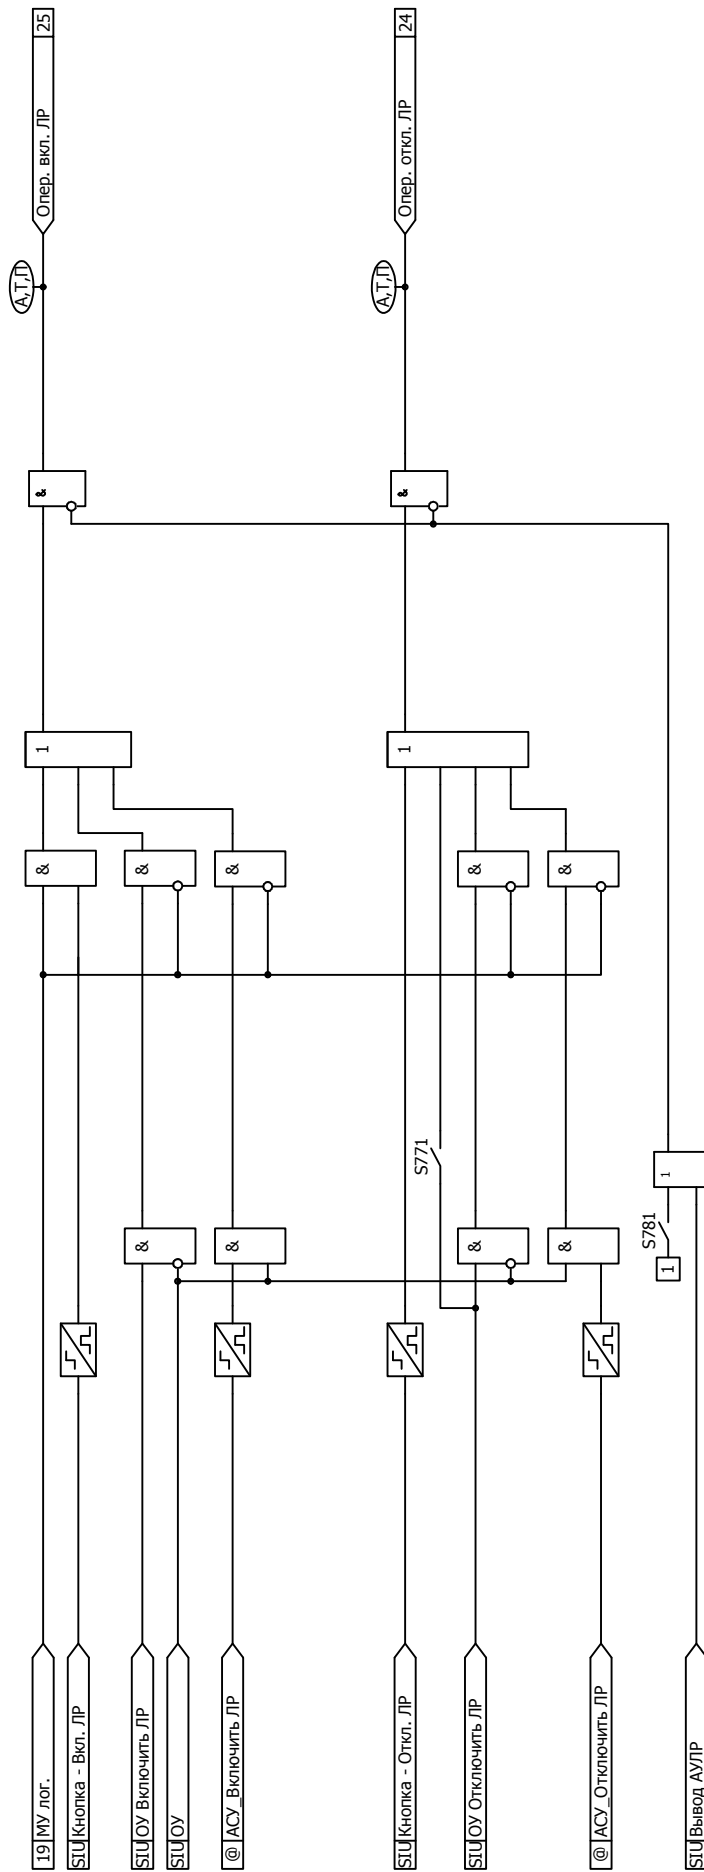 19 МУ лог.
SIU Кнопка - Вкл. ЛР
SIU ОУ Включить ЛР
SIU ОУ
@ АСУ_Включить ЛР
SIU Кнопка - Откл. ЛР
SIU ОУ Отключить ЛР
@ АСУ_Отключить ЛР
SIU Вывод АУЛР
&
&
&
&
S771
1
S781
1
&
&
&
&
&
1
1
&
&
А,Т,П
А,Т,П
Опер. вкл. ЛР 25
Опер. откл. ЛР 24